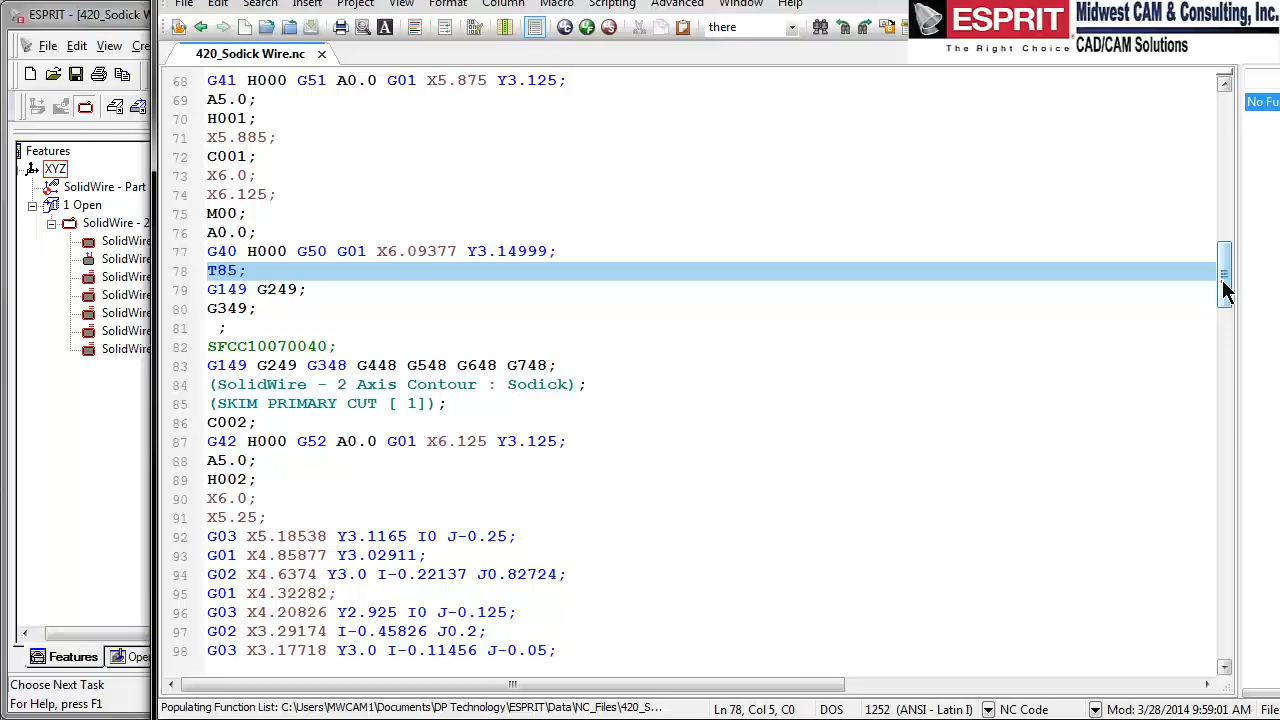 ESPRIT - [420_Sodick W
File Edit View Cre
Features
XYZ
SolidWire - Part
1 Open
SolidWire - 2
SolidWire
SolidWire
SolidWire
SolidWire
SolidWire
SolidWire
SolidWire
Features
Ope
Choose Next Task
For Help, press F1
File Edit Search Insert Project View Format Column Macro Scripting Advanced Window Help
there
ESPRIT
The Right Choice
Midwest CAM & Consulting, Inc.
CAD/CAM Solutions
420_Sodick Wire.nc
68 G41 H000 G51 A0.0 G01 X5.875 Y3.125;
69 A5.0;
70 H001;
71 X5.885;
72 C001;
73 X6.0;
74 X6.125;
75 M00;
76 A0.0;
77 G40 H000 G50 G01 X6.09377 Y3.14999;
78 T85;
79 G149 G249;
80 G349;
81 ;
82 SFCC10070040;
83 G149 G249 G348 G448 G548 G648 G748;
84 (SolidWire - 2 Axis Contour : Sodick);
85 (SKIM PRIMARY CUT [ 1]);
86 C002;
87 G42 H000 G52 A0.0 G01 X6.125 Y3.125;
88 A5.0;
89 H002;
90 X6.0;
91 X5.25;
92 G03 X5.18538 Y3.1165 I0 J-0.25;
93 G01 X4.85877 Y3.02911;
94 G02 X4.6374 Y3.0 I-0.22137 J0.82724;
95 G01 X4.32282;
96 G03 X4.20826 Y2.925 I0 J-0.125;
97 G02 X3.29174 I-0.45826 J0.2;
98 G03 X3.17718 Y3.0 I-0.11456 J-0.05;
No Fu
Populating Function List: C:\Users\MWCAM1\Documents\DP Technology\ESPRIT\Data\NC_Files\420_S...
Ln 78, Col 5, C0
DOS
1252 (ANSI - Latin I)
NC Code
Mod: 3/28/2014 9:59:01 AM
File